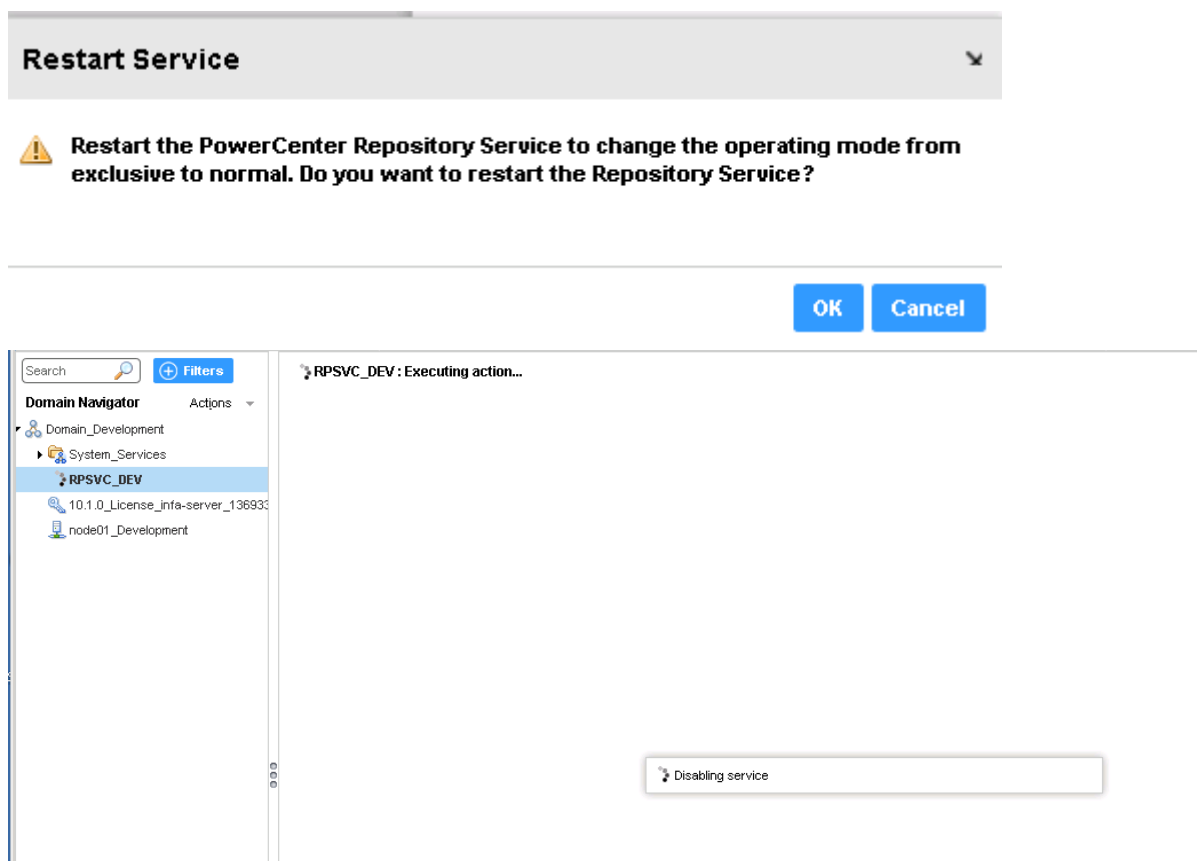 Restart Service
Restart the PowerCenter Repository Service to change the operating mode from
exclusive to normal. Do you want to restart the Repository Service?
OK
Cancel
Search
Filters
RPSVC_DEV : Executing action...
Domain Navigator
Actions
Domain_Development
System_Services
RPSVC_DEV
10.1.0_License_infa-server_136933
node01_Development
Disabling service